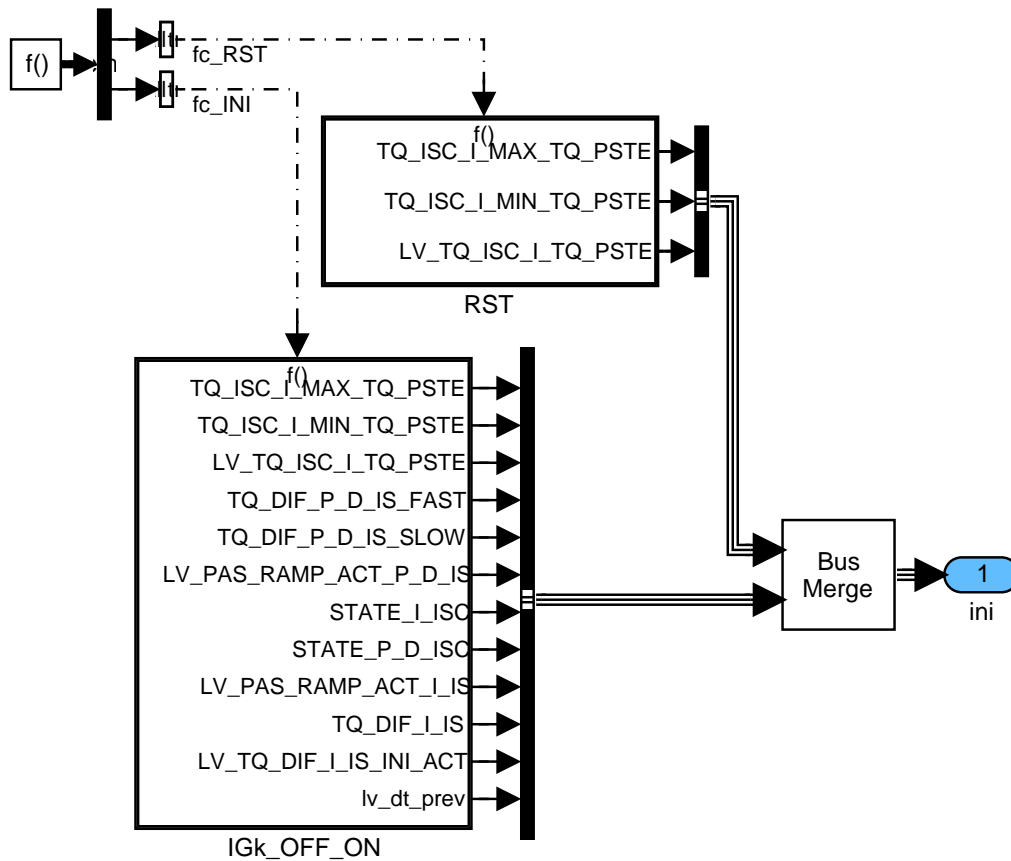 f()
fc_RST
fc_INI
f()
TQ_ISC_I_MAX_TQ_PSTE
TQ_ISC_I_MIN_TQ_PSTE
LV_TQ_ISC_I_TQ_PSTE
RST
f()
TQ_ISC_I_MAX_TQ_PSTE
TQ_ISC_I_MIN_TQ_PSTE
LV_TQ_ISC_I_TQ_PSTE
TQ_DIF_P_D_IS_FAST
TQ_DIF_P_D_IS_SLOW
LV_PAS_RAMP_ACT_P_D_IS
STATE_I_ISC
STATE_P_D_ISC
LV_PAS_RAMP_ACT_I_IS
TQ_DIF_I_IS
LV_TQ_DIF_I_IS_INI_ACT
lv_dt_prev
IGk_OFF_ON
Bus
Merge
1
ini